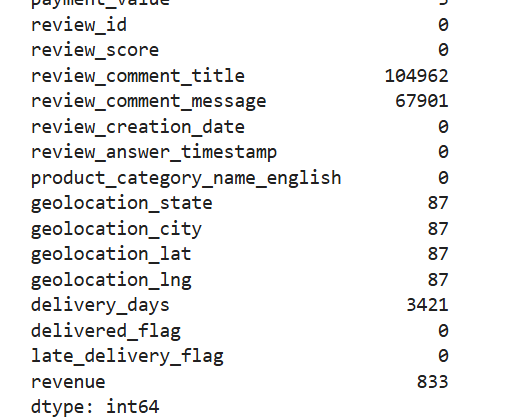 payment_value 3
review_id 0
review_score 0
review_comment_title 104962
review_comment_message 67901
review_creation_date 0
review_answer_timestamp 0
product_category_name_english 0
geolocation_state 87
geolocation_city 87
geolocation_lat 87
geolocation_lng 87
delivery_days 3421
delivered_flag 0
late_delivery_flag 0
revenue 833
dtype: int64